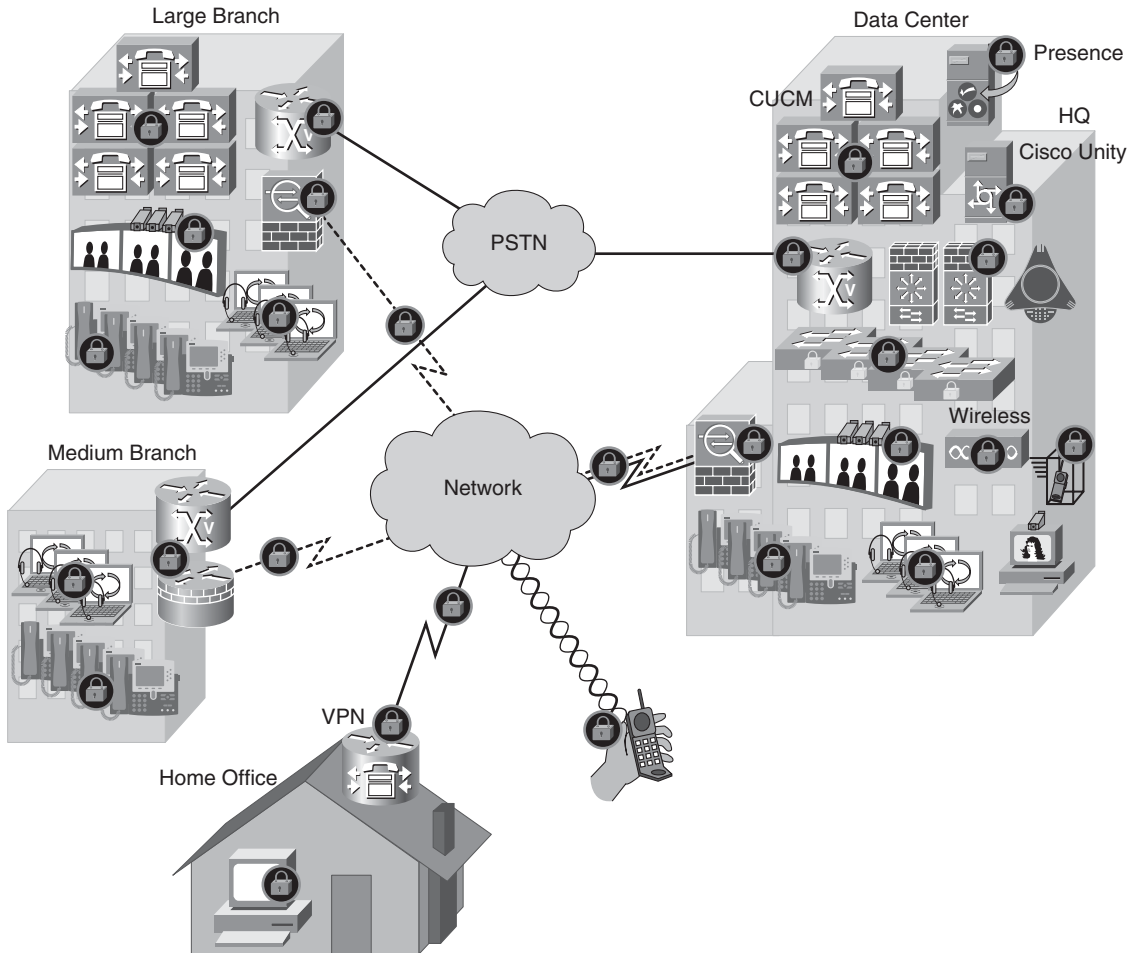 Large Branch
Data Center
Presence
CUCM
HQ
Cisco Unity
V
PSTN
V
Wireless
Medium Branch
Network
V
VPN
Home Office